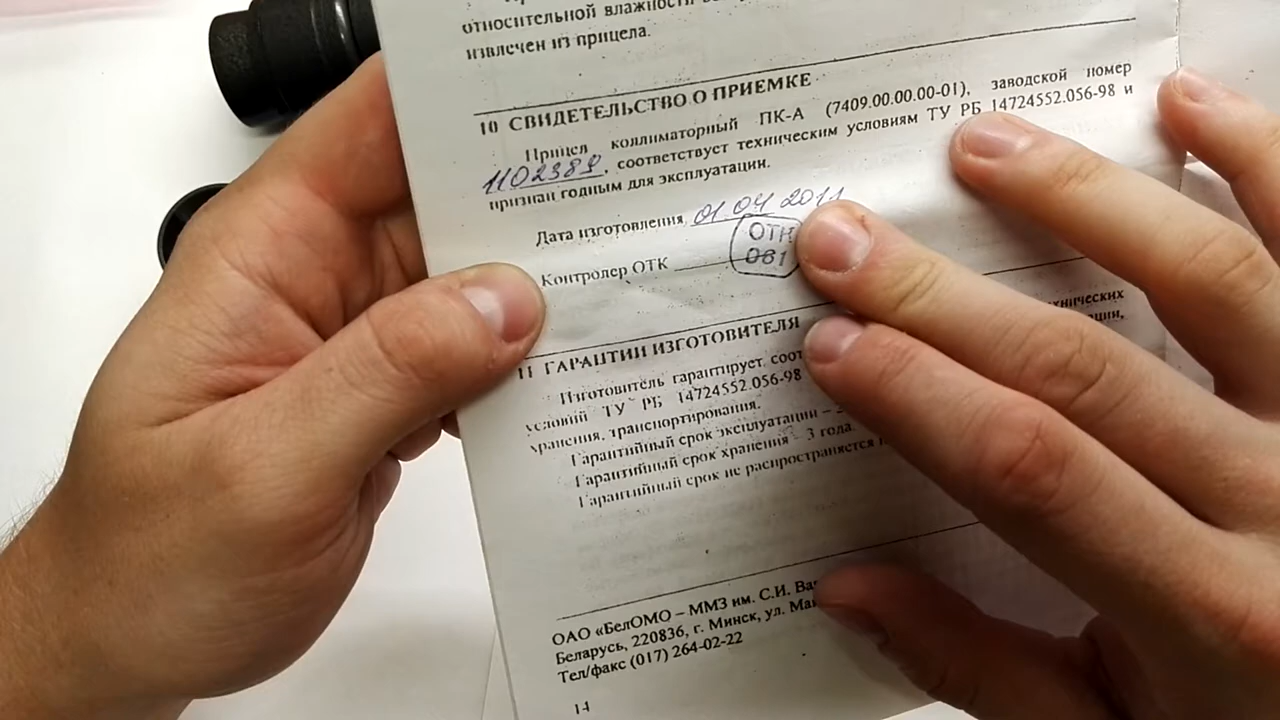 относительной влажности
извлечен из прицела.
10 СВИДЕТЕЛЬСТВО О ПРИЕМКЕ
Прицел коллиматорный ПК-А (7409.00.00.00-01), заводской номер
1102389, соответствует техническим условиям ТУ РБ 14724552.056-98 и
признан годным для эксплуатации.
Дата изготовления 01 04 2011
Контролер ОТК ОТК 061
11 ГАРАНТИИ ИЗГОТОВИТЕЛЯ
Изготовитель гарантирует
условий ТУ РБ 14724552.056-98
хранения, транспортирования.
Гарантийный срок эксплуатации –
Гарантийный срок хранения – 3 года.
Гарантийный срок не распространяется
ОАО «БелОМО – ММЗ им. С.И.
Беларусь, 220836, г. Минск, ул.
Тел/факс (017) 264-02-22
14